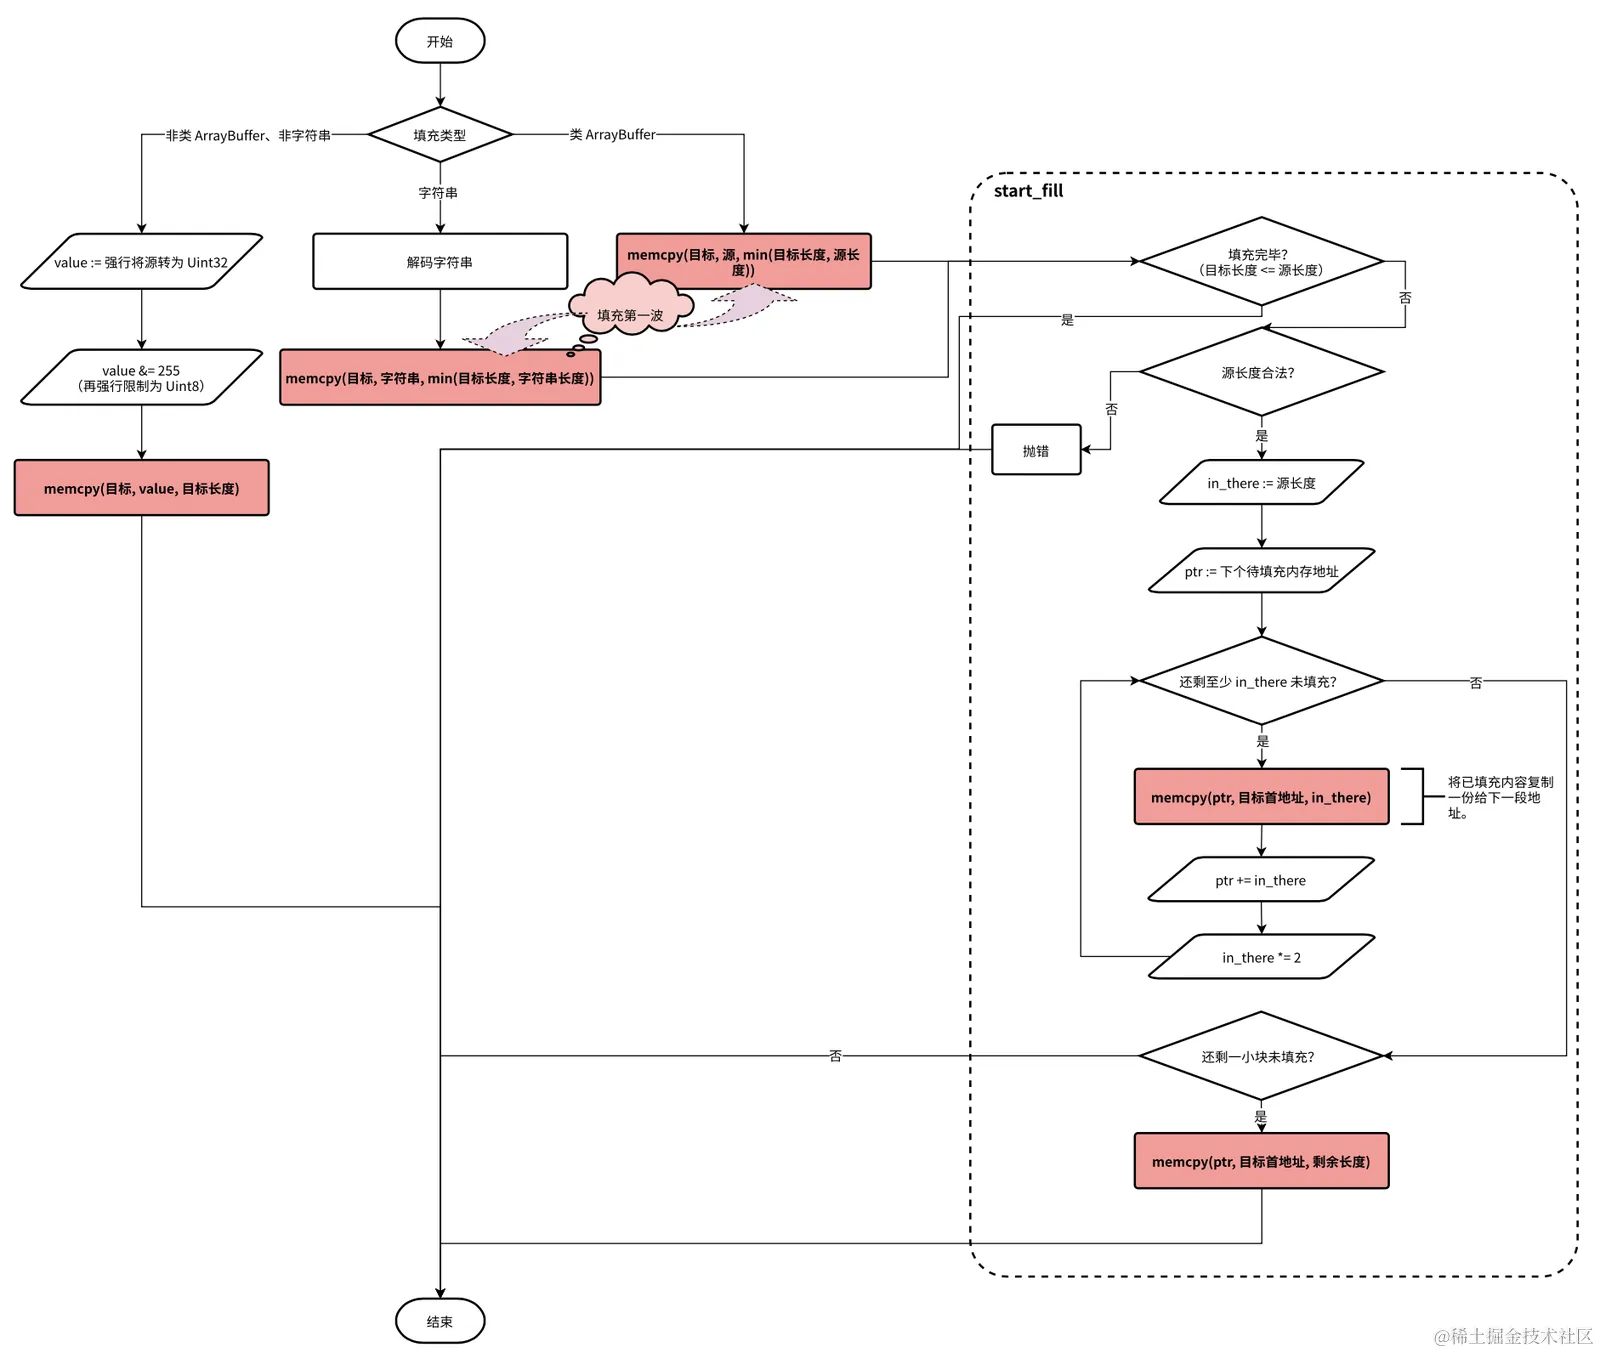 开始
填充类型
非类 ArrayBuffer、非字符串
类 ArrayBuffer
字符串
value := 强行将源转为 Uint32
解码字符串
memcpy(目标, 源, min(目标长度, 源长
度))
填充第一波
value &= 255
（再强行限制为 Uint8）
memcpy(目标, 字符串, min(目标长度, 字符串长度))
memcpy(目标, value, 目标长度)
start_fill
填充完毕？
（目标长度 <= 源长度）
否
是
源长度合法？
否
是
抛错
in_there := 源长度
ptr := 下个待填充内存地址
还剩至少 in_there 未填充？
否
是
memcpy(ptr, 目标首地址, in_there)
将已填充内容复制
一份给下一段地
址。
ptr += in_there
in_there *= 2
还剩一小块未填充？
否
是
memcpy(ptr, 目标首地址, 剩余长度)
结束
@稀土掘金技术社区